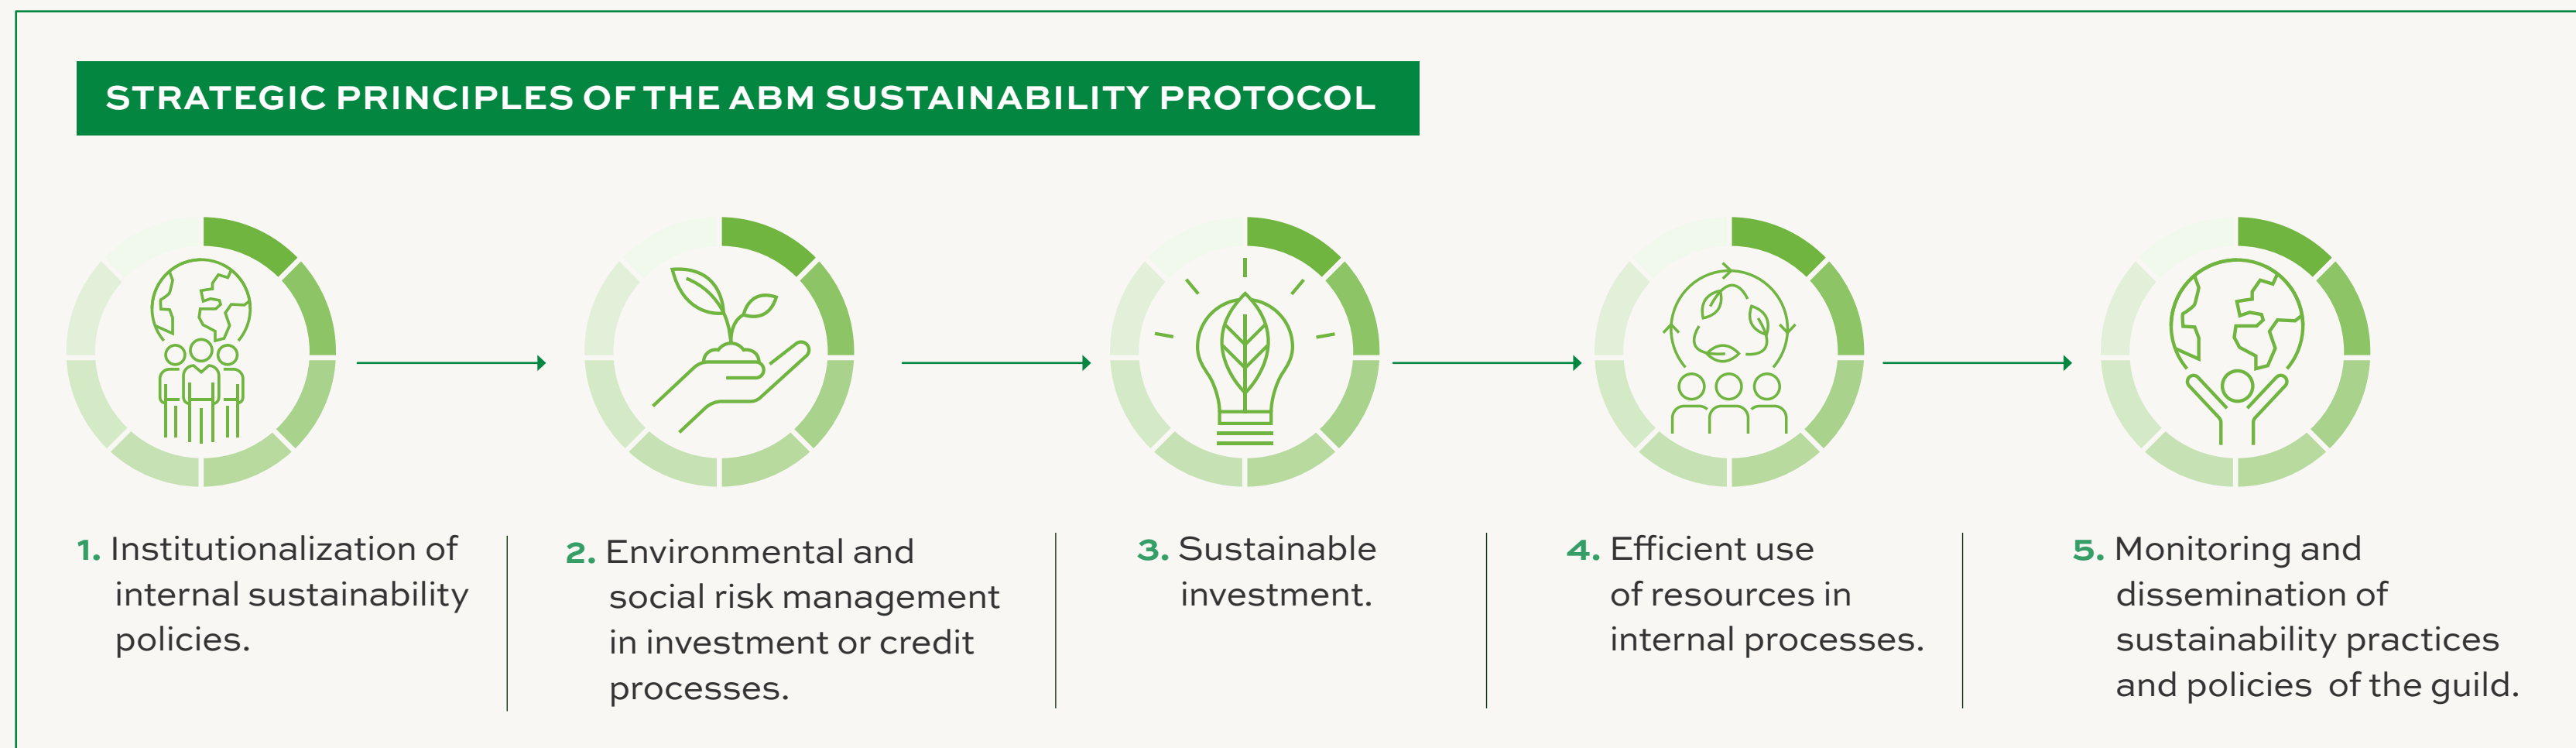 STRATEGIC PRINCIPLES OF THE ABM SUSTAINABILITY PROTOCOL
1. Institutionalization of
internal sustainability
policies.
2. Environmental and
social risk management
in investment or credit
processes.
3. Sustainable
investment.
4. Efficient use
of resources in
internal processes.
5. Monitoring and
dissemination of
sustainability practices
and policies of the guild.